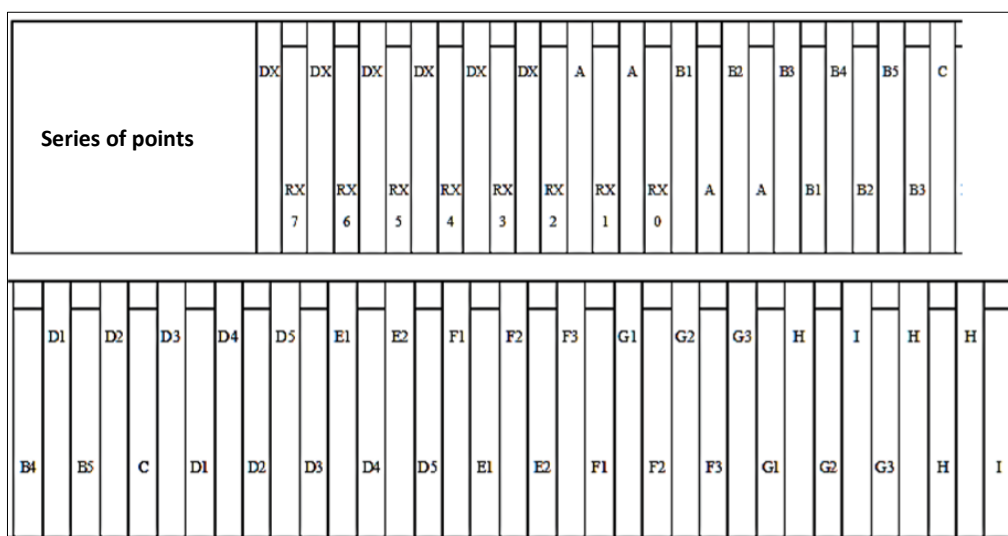 DX DX DX DX DX DX A A B1 B2 B3 B4 B5 C
Series of points
RX RX RX RX RX RX RX RX A A B1 B2 B3
7 6 5 4 3 2 1 0
D1 D2 D3 D4 D5 E1 E2 F1 F2 F3 G1 G2 G3 H I H H
B4 B5 C D1 D2 D3 D4 D5 E1 E2 F1 F2 F3 G1 G2 G3 H I